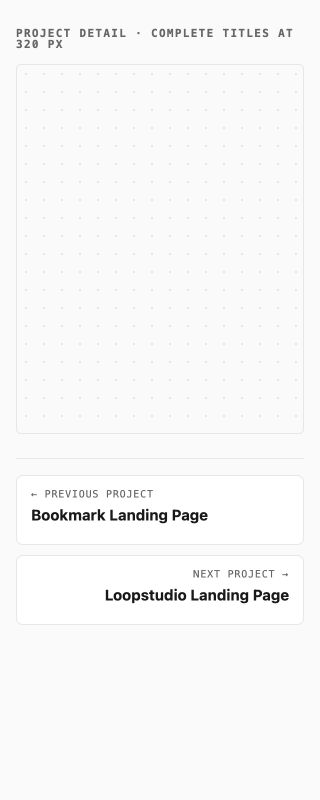 PROJECT DETAIL · COMPLETE TITLES AT
320 PX
← PREVIOUS PROJECT
Bookmark Landing Page
NEXT PROJECT →
Loopstudio Landing Page